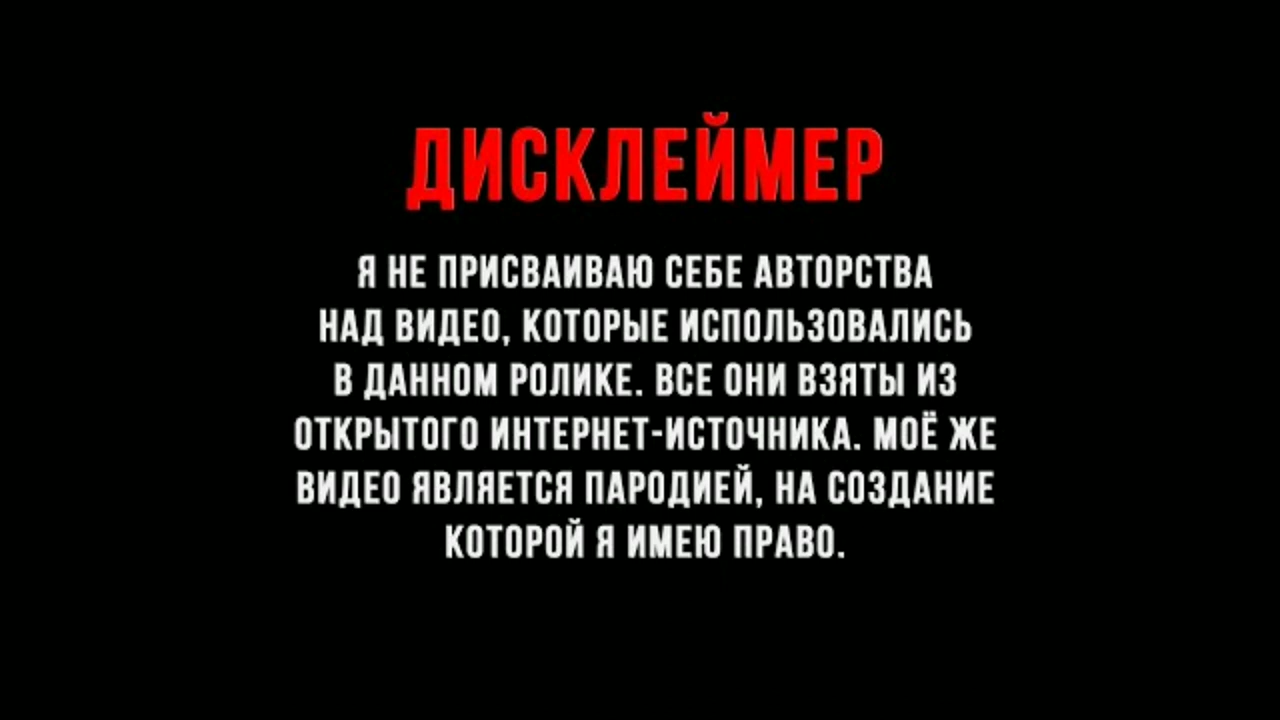 ДИСКЛЕЙМЕР
Я НЕ ПРИСВАИВАЮ СЕБЕ АВТОРСТВА
НАД ВИДЕО, КОТОРЫЕ ИСПОЛЬЗОВАЛИСЬ
В ДАННОМ РОЛИКЕ. ВСЕ ОНИ ВЗЯТЫ ИЗ
ОТКРЫТОГО ИНТЕРНЕТ-ИСТОЧНИКА. МОЁ ЖЕ
ВИДЕО ЯВЛЯЕТСЯ ПАРОДИЕЙ, НА СОЗДАНИЕ
КОТОРОЙ Я ИМЕЮ ПРАВО.